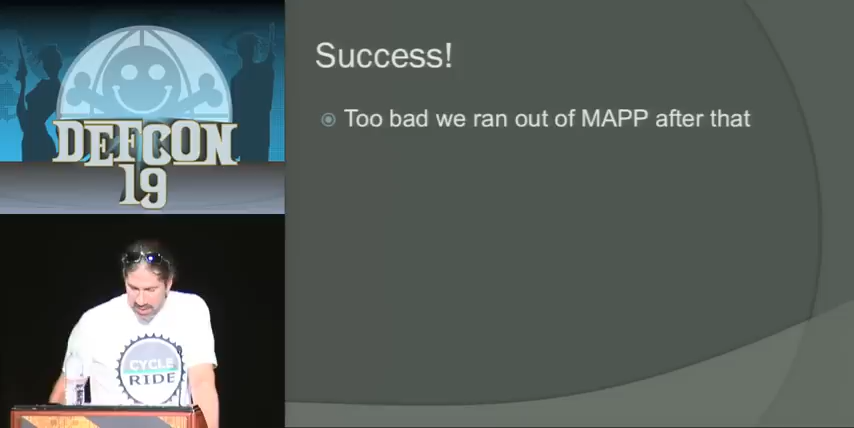 DEFCON
19
Success!
Too bad we ran out of MAPP after that
CYCLE
RIDE